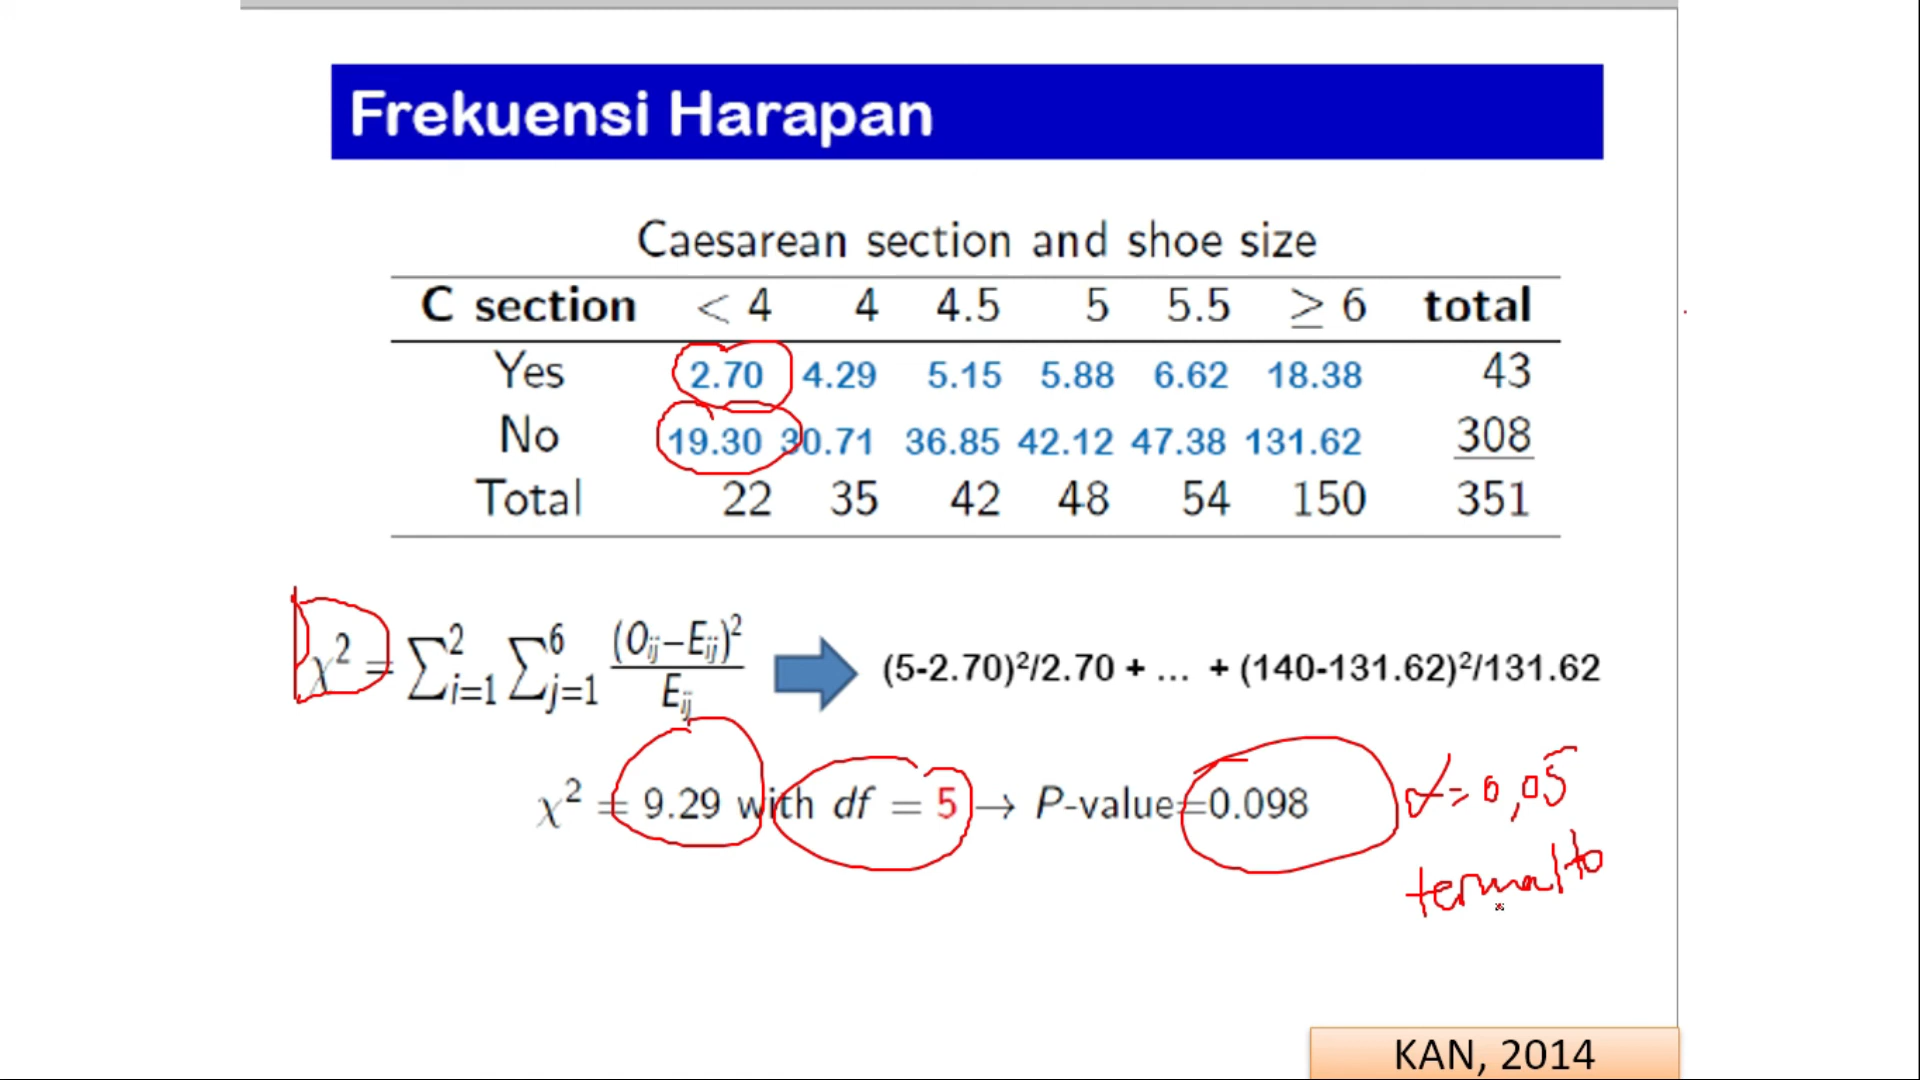 Frekuensi Harapan
Caesarean section and shoe size
C section < 4 4 4.5 5 5.5 ≥ 6 total
Yes 2.70 4.29 5.15 5.88 6.62 18.38 43
No 19.30 30.71 36.85 42.12 47.38 131.62 308
Total 22 35 42 48 54 150 351
χ² = ∑²ᵢ₌₁ ∑⁶ⱼ₌₁ (Oᵢⱼ−Eᵢⱼ)²/Eᵢⱼ (5-2.70)²/2.70 + ... + (140-131.62)²/131.62
χ² = 9.29 with df = 5 → P-value=0.098 α = 0,05
KAN, 2014